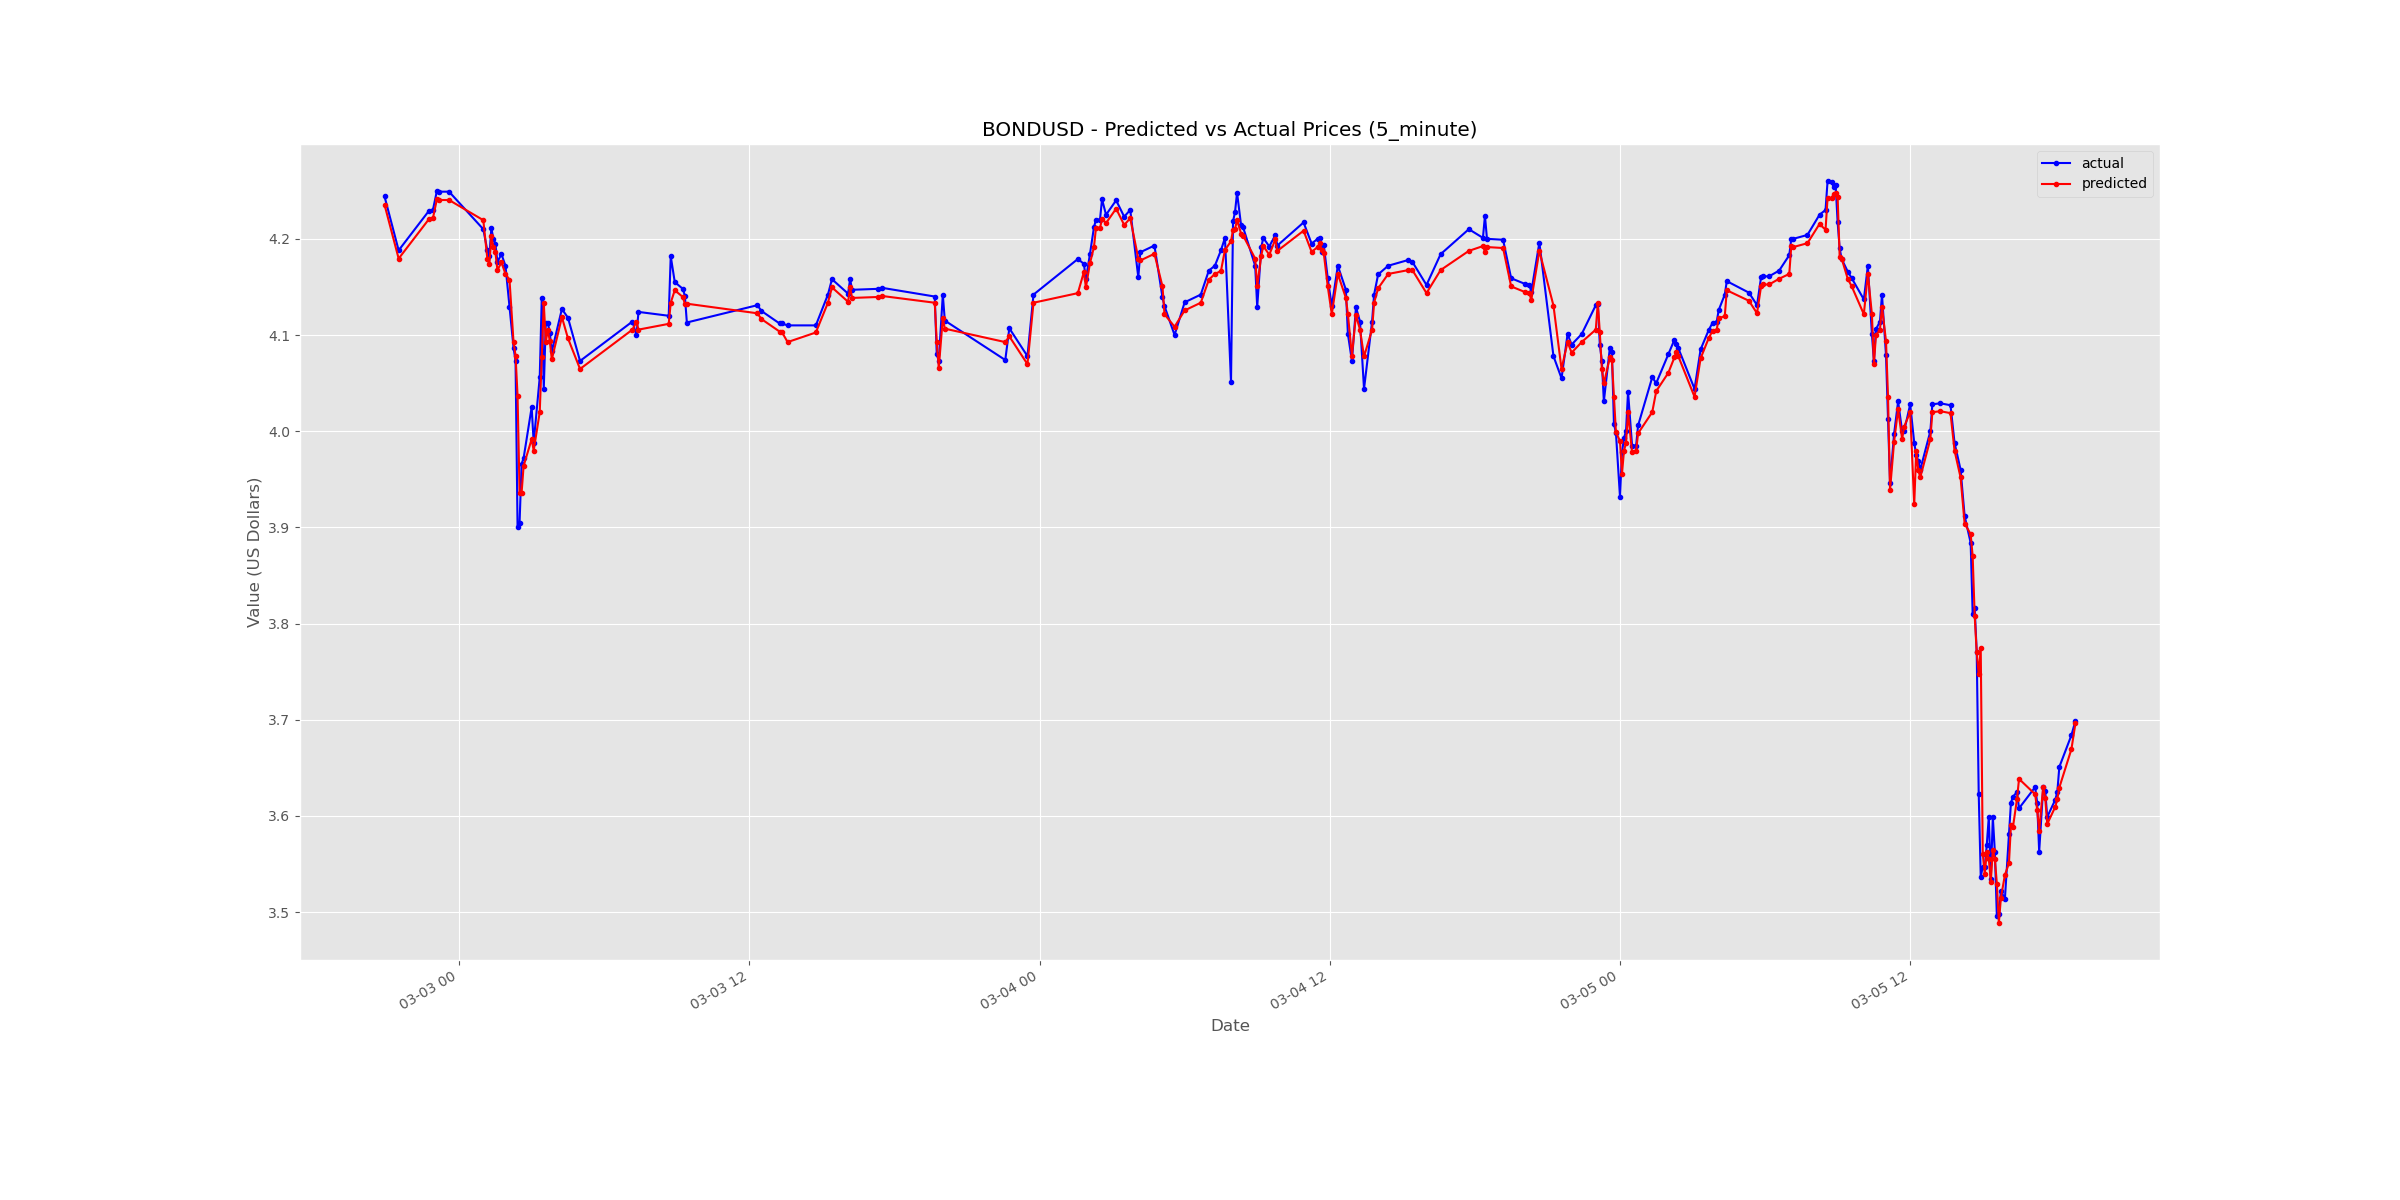 BONDUSD - Predicted vs Actual Prices (5_minute)
actual
predicted
Value (US Dollars)
4.2
4.1
4.0
3.9
3.8
3.7
3.6
3.5
03-03 00
03-03 12
03-04 00
03-04 12
03-05 00
03-05 12
Date